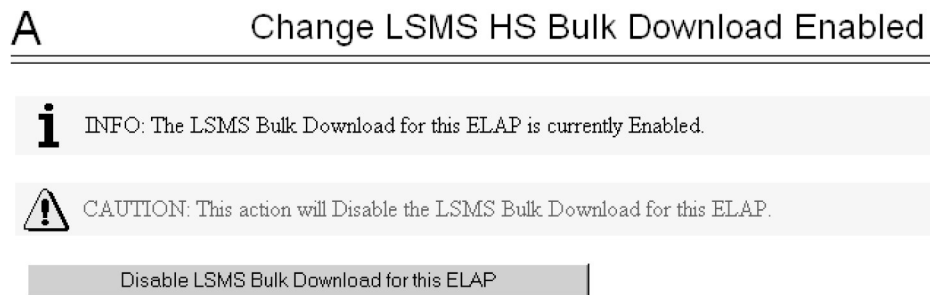 A Change LSMS HS Bulk Download Enabled
INFO: The LSMS Bulk Download for this ELAP is currently Enabled.
CAUTION: This action will Disable the LSMS Bulk Download for this ELAP.
Disable LSMS Bulk Download for this ELAP